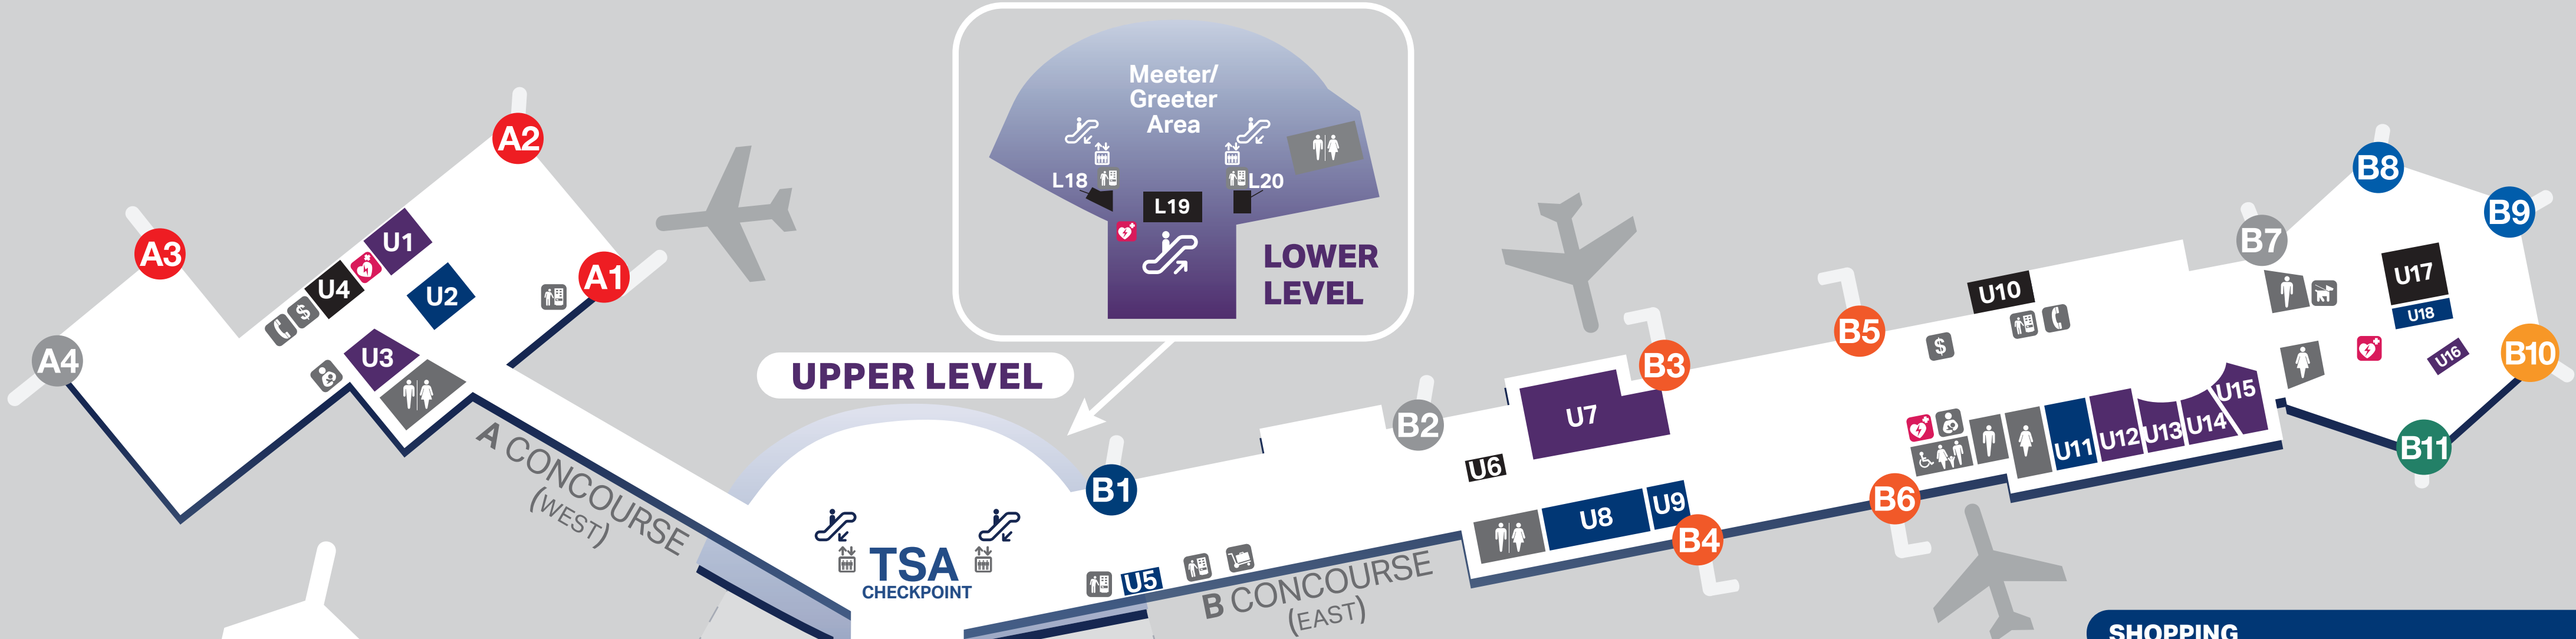 Meeter/
Greeter
Area
L18
L20
L19
LOWER
LEVEL
UPPER LEVEL
A2
A3
A1
A4
U1
U4
$
U2
U3
A CONCOURSE
(WEST)
TSA
CHECKPOINT
B1
U5
B CONCOURSE
(EAST)
B2
B3
U7
U6
U8
U9
B4
B5
U10
$
B6
U11
U12
U13
U14
U15
B7
B8
B9
U17
U18
U16
B10
B11
SHOPPING